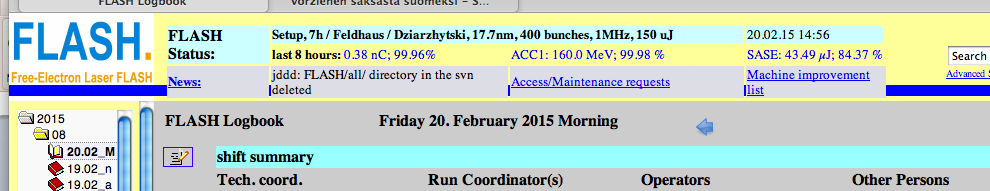 FLASH Logbook
vorziehen saksasta suomeksi – S...
FLASH.
Free-Electron Laser FLASH
FLASH Status:
Setup, 7h / Feldhaus / Dziarzhytski, 17.7nm, 400 bunches, 1MHz, 150 uJ
20.02.15 14:56
last 8 hours: 0.38 nC; 99.96%
ACC1: 160.0 MeV; 99.98 %
SASE: 43.49 µJ; 84.37 %
Search
Advanced S
News:
jddd: FLASH/all/ directory in the svn
deleted
Access/Maintenance requests
Machine improvement
list
2015
08
20.02_M
19.02_n
19.02_a
FLASH Logbook
Friday 20. February 2015 Morning
shift summary
Tech. coord.
Run Coordinator(s)
Operators
Other Persons